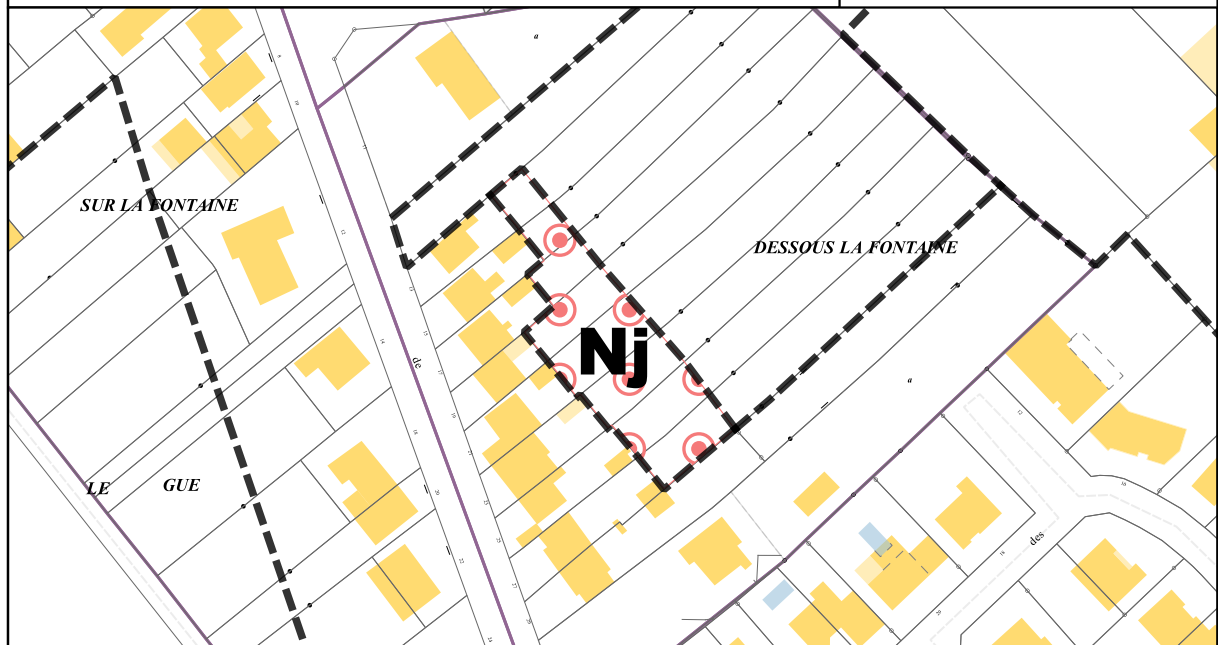 a
SUR LA FONTAINE
DESSOUS LA FONTAINE
de
Nj
a
LE GUE
des